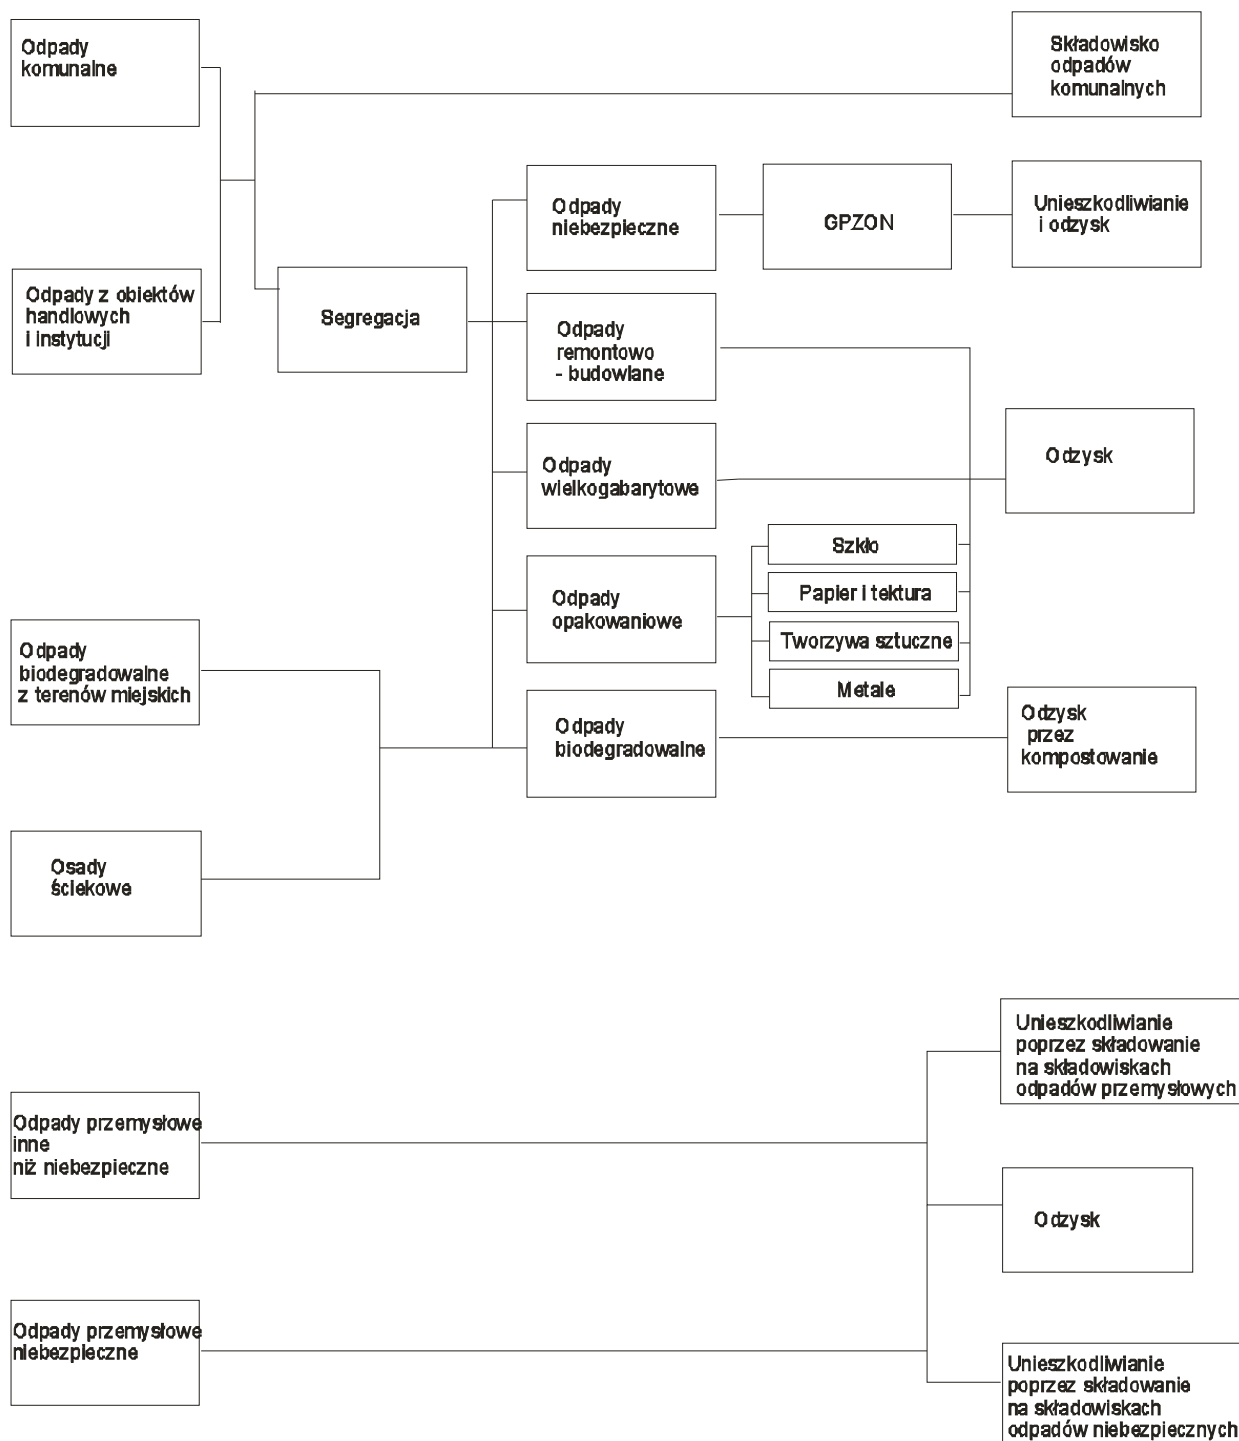 Odpady
komunalne
Składowisko
odpadów
komunalnych
Odpady
niebezpieczne
GPZON
Unieszkodliwianie
i odzysk
Odpady z obiektów
handlowych
i instytucji
Segregacja
Odpady
remontowo
- budowlane
Odpady
wielkogabarytowe
Odzysk
Szkło
Papier i tektura
Tworzywa sztuczne
Metale
Odpady
opakowaniowe
Odpady
biodegradowalne
z terenów miejskich
Odpady
biodegradowalne
Odzysk
przez
kompostowanie
Osady
ściekowe
Unieszkodliwianie
poprzez składowanie
na składowiskach
odpadów przemysłowych
Odpady przemysłowe
inne
niż niebezpieczne
Odzysk
Odpady przemysłowe
niebezpieczne
Unieszkodliwianie
poprzez składowanie
na składowiskach
odpadów niebezpiecznych